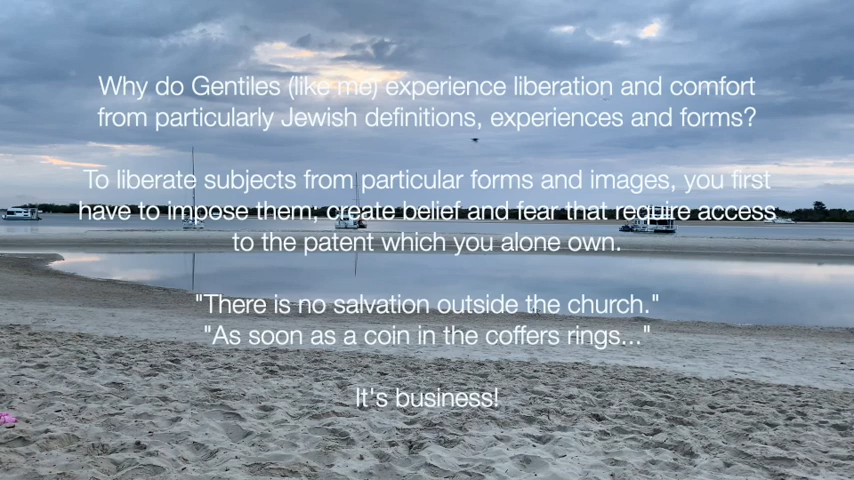 Why do Gentiles (like me) experience liberation and comfort
from particularly Jewish definitions, experiences and forms?
To liberate subjects from particular forms and images, you first
have to impose them; create belief and fear that require access
to the patent which you alone own.
"There is no salvation outside the church."
"As soon as a coin in the coffers rings..."
It's business!